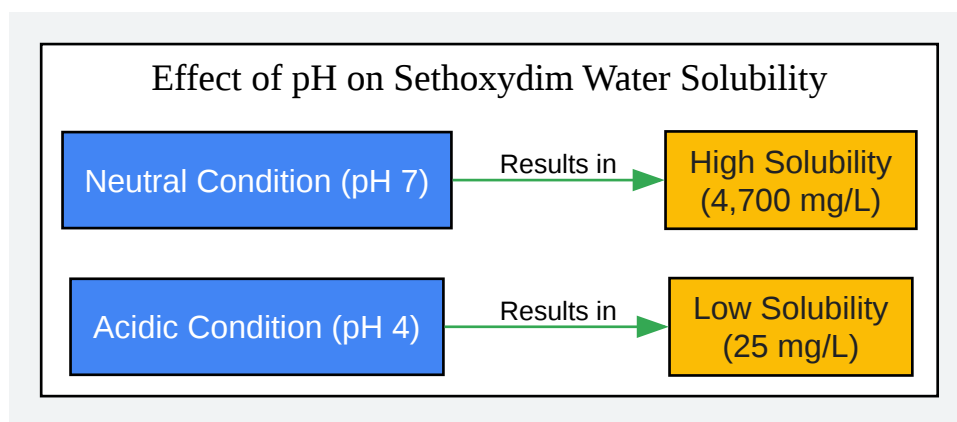 Effect of pH on Sethoxydim Water Solubility
Neutral Condition (pH 7)
Results in
High Solubility
(4,700 mg/L)
Acidic Condition (pH 4)
Results in
Low Solubility
(25 mg/L)